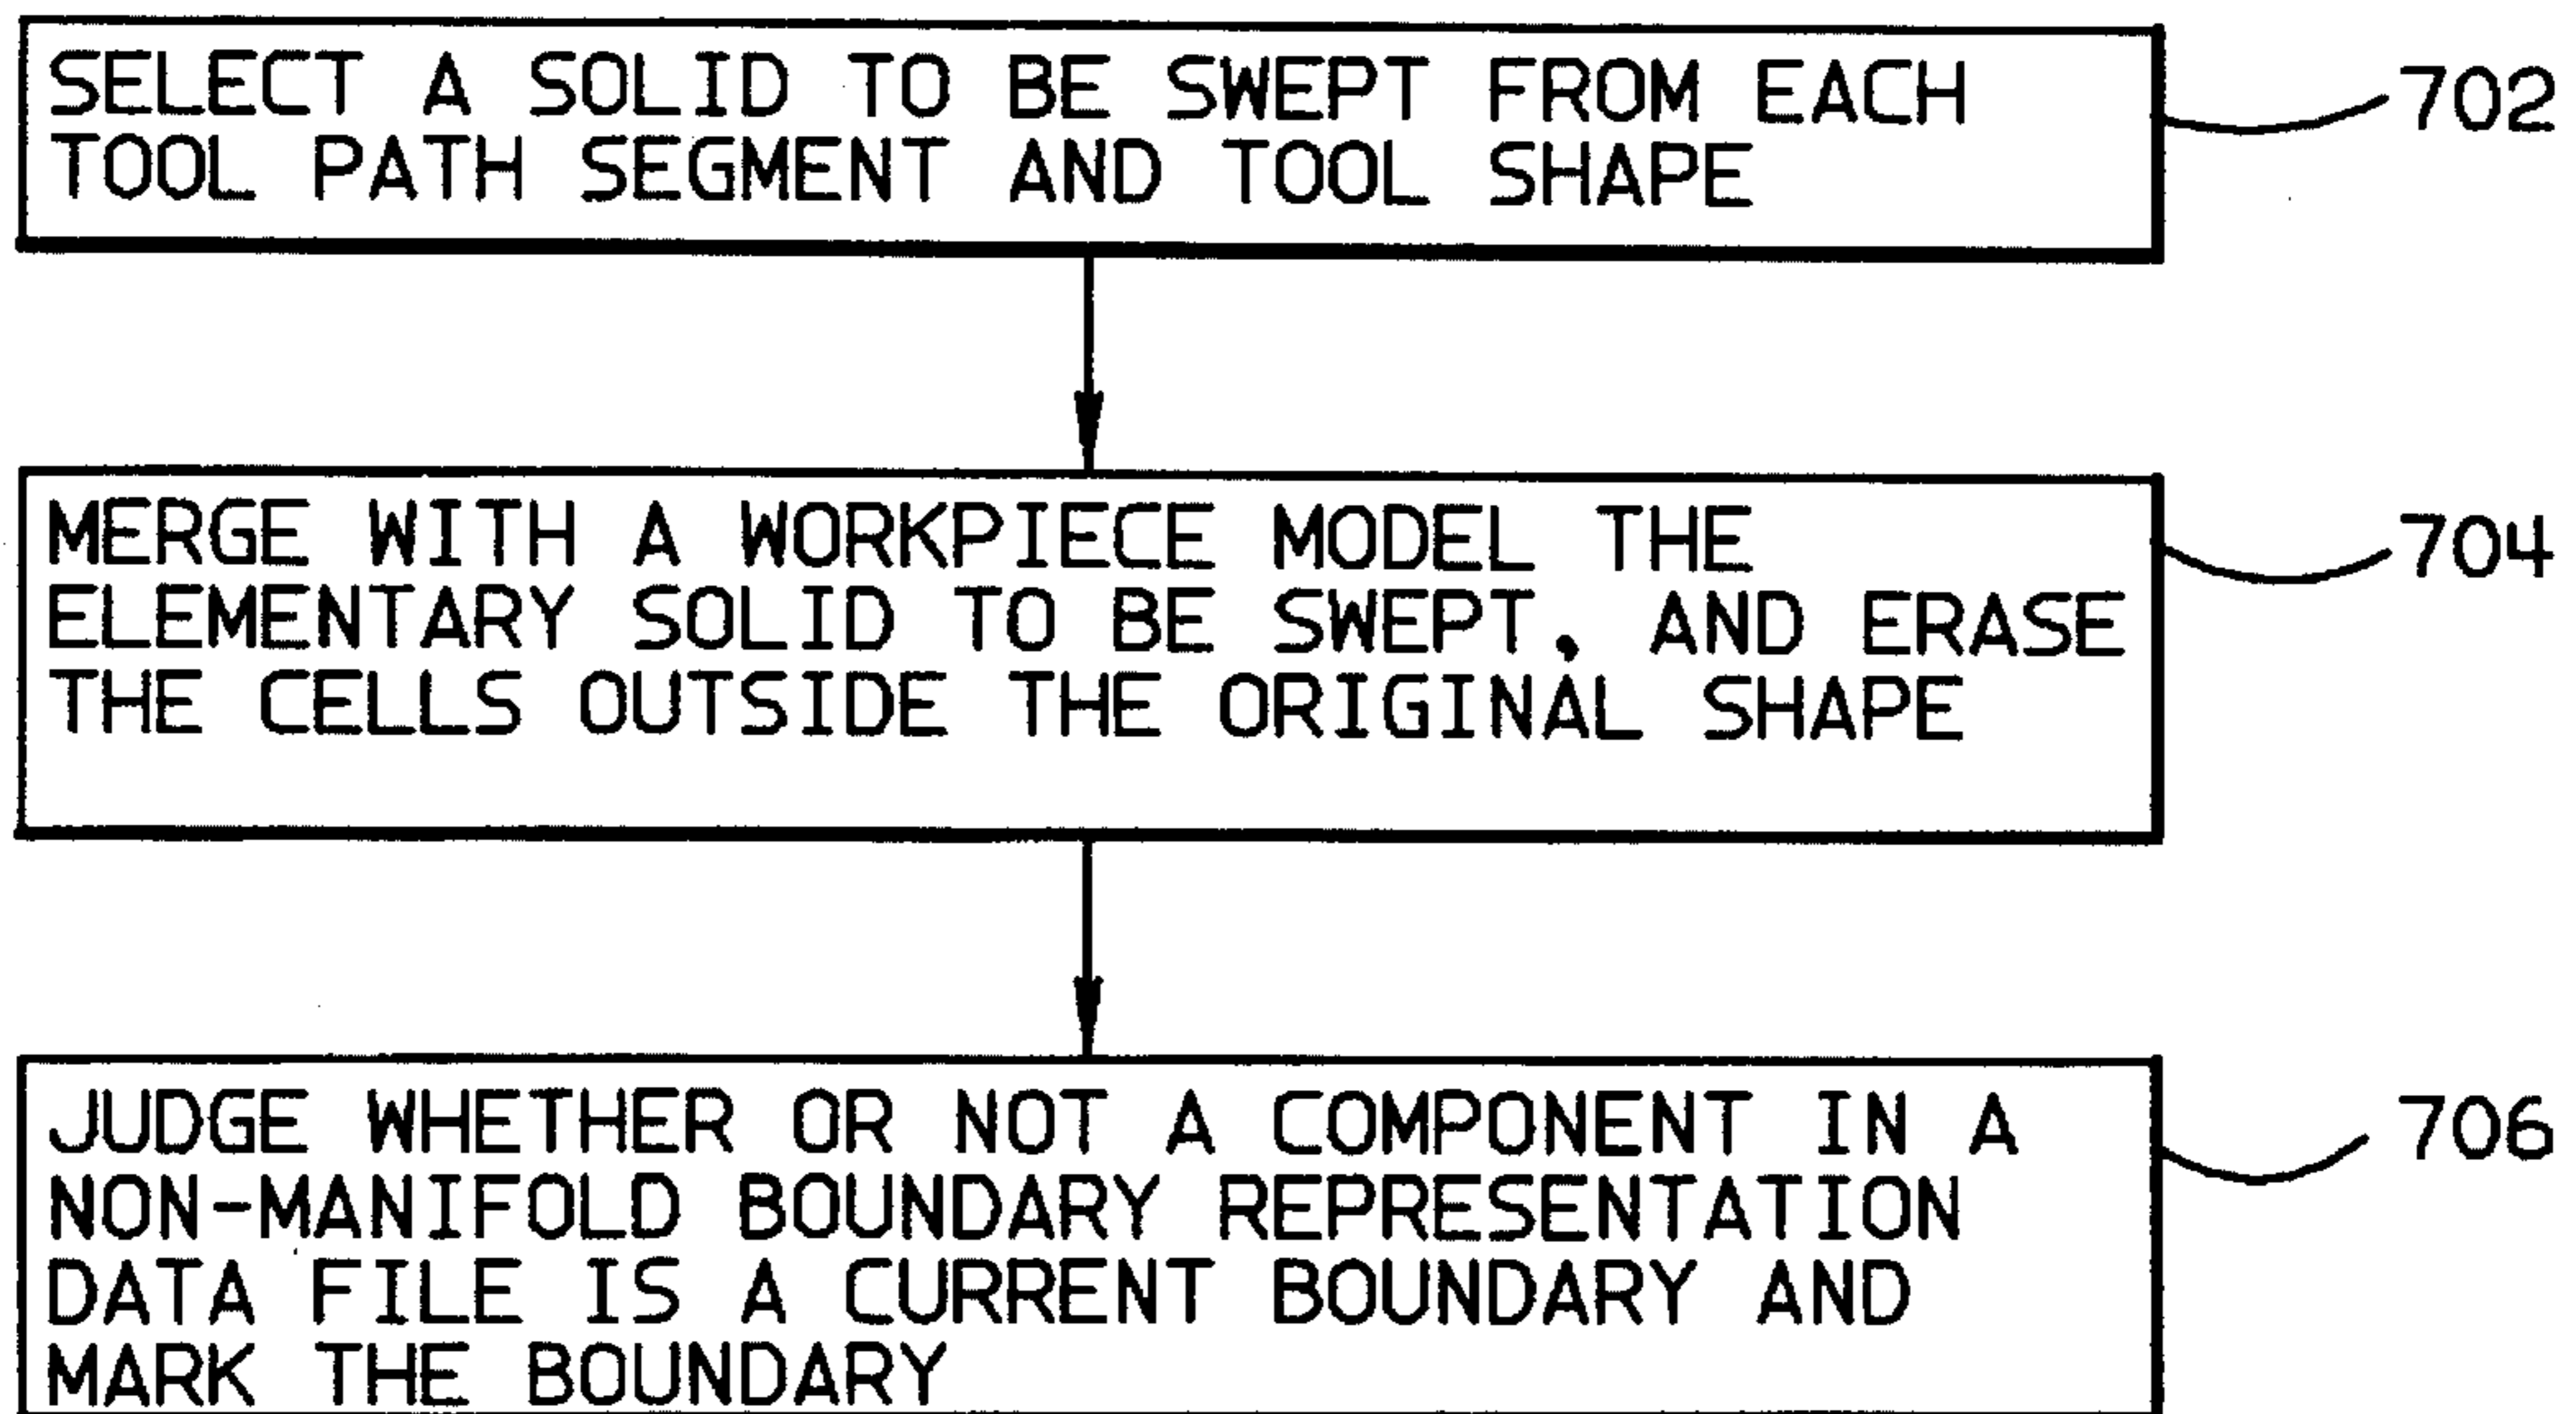 SELECT A SOLID TO BE SWEPT FROM EACH
TOOL PATH SEGMENT AND TOOL SHAPE
702
MERGE WITH A WORKPIECE MODEL THE
ELEMENTARY SOLID TO BE SWEPT, AND ERASE
THE CELLS OUTSIDE THE ORIGINAL SHAPE
704
JUDGE WHETHER OR NOT A COMPONENT IN A
NON-MANIFOLD BOUNDARY REPRESENTATION
DATA FILE IS A CURRENT BOUNDARY AND
MARK THE BOUNDARY
706